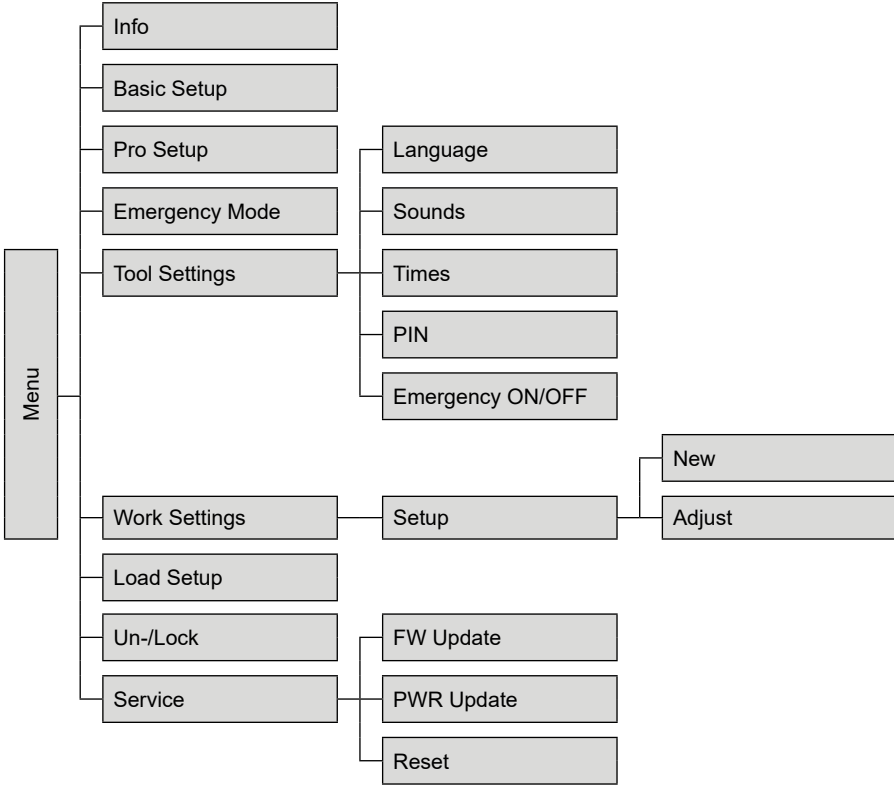 Menu
Info
Basic Setup
Pro Setup
Emergency Mode
Tool Settings
Language
Sounds
Times
PIN
Emergency ON/OFF
Work Settings
Setup
New
Adjust
Load Setup
Un-/Lock
Service
FW Update
PWR Update
Reset